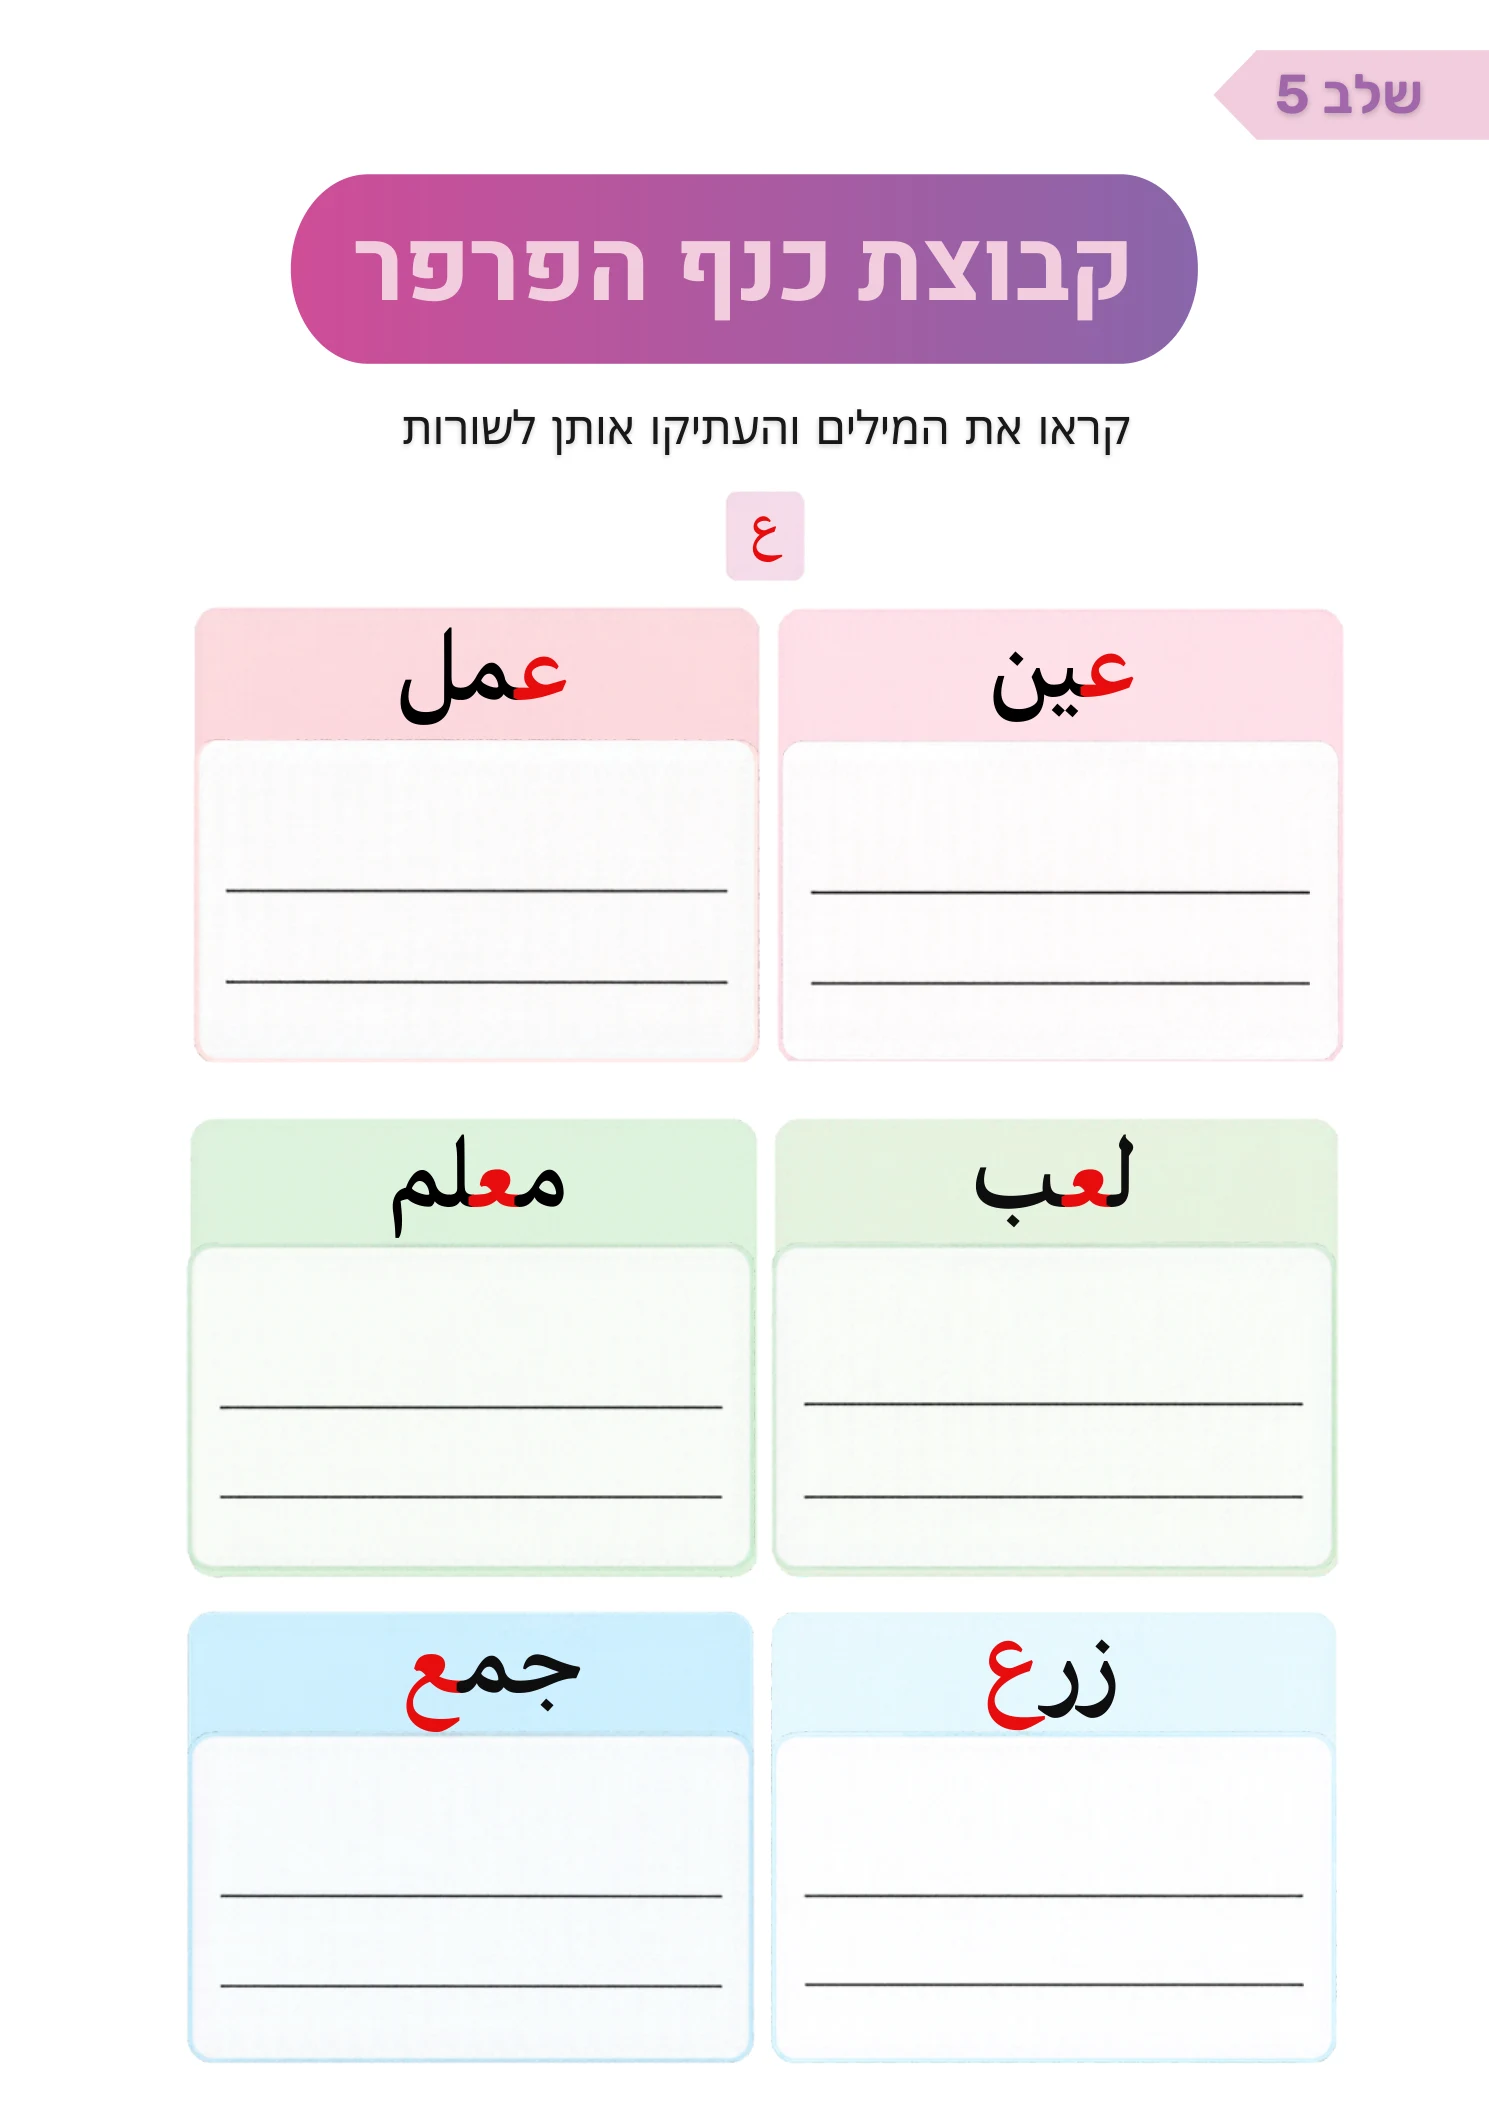 שלב 5
קבוצת כנף הפרפר
קראו את המילים והעתיקו אותן לשורות
ع
عين
عمل
لعب
معلم
زرع
جمع